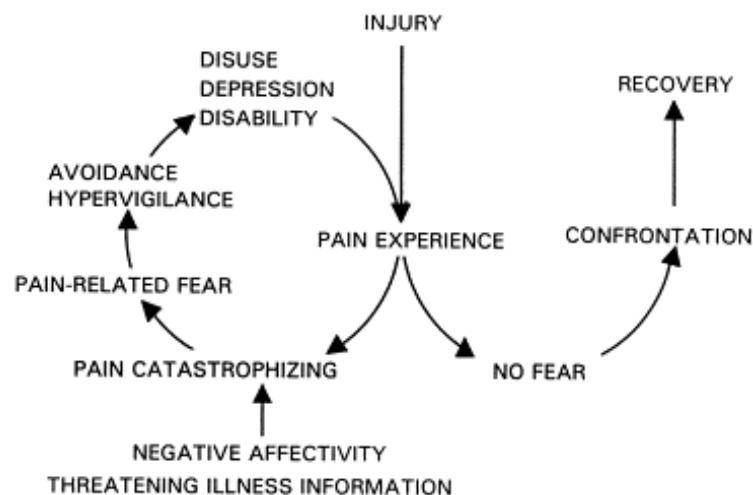 INJURY
DISUSE
DEPRESSION
DISABILITY
RECOVERY
AVOIDANCE
HYPERVIGILANCE
PAIN EXPERIENCE
CONFRONTATION
PAIN-RELATED FEAR
PAIN CATASTROPHIZING
NO FEAR
NEGATIVE AFFECTIVITY
THREATENING ILLNESS INFORMATION